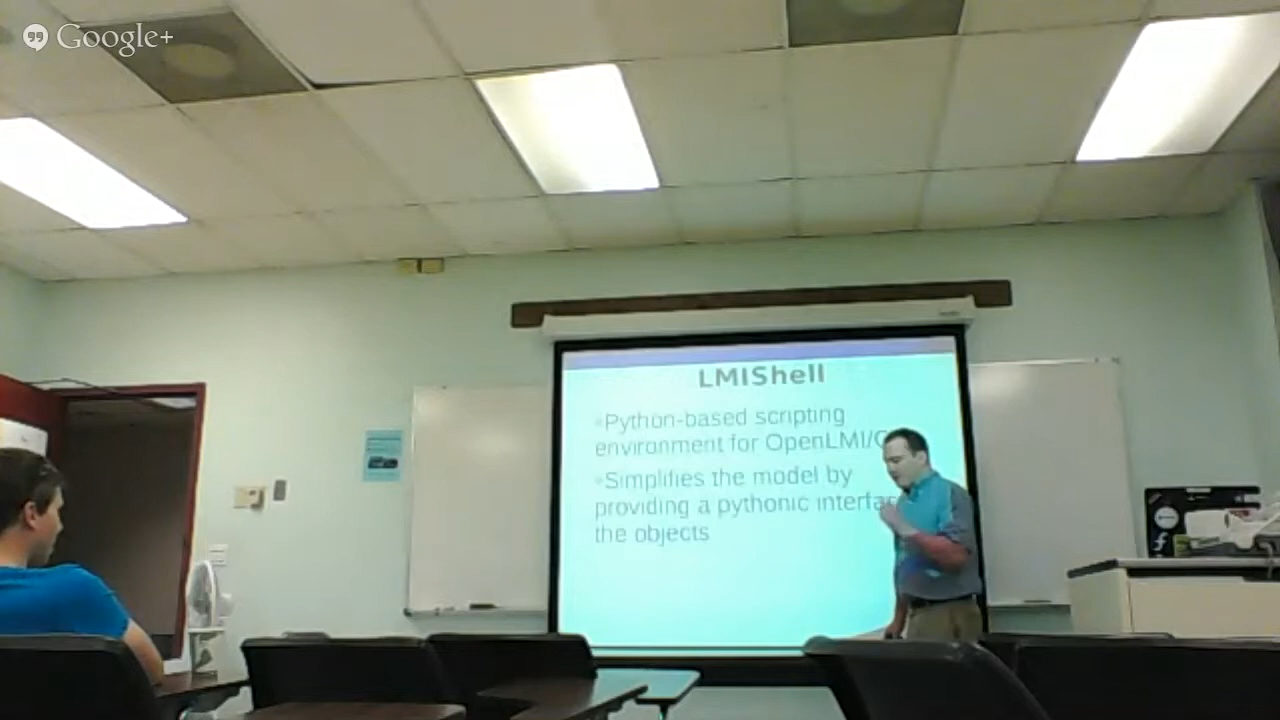 Google+
LMIShell
Python-based scripting
environment for OpenLMI/C
Simplifies the model by
providing a pythonic interfa
the objects